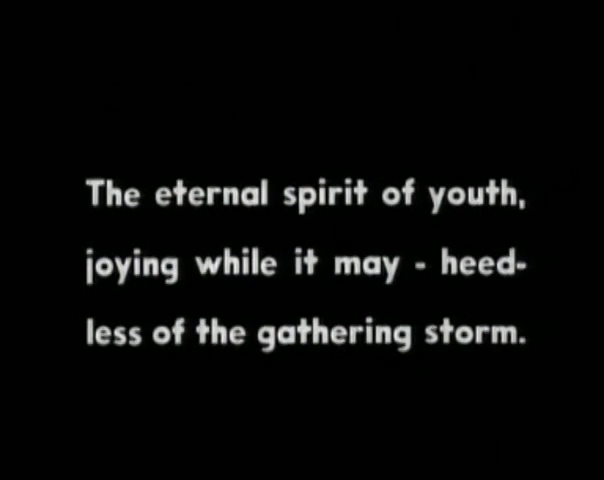 The eternal spirit of youth,
joying while it may - heed-
less of the gathering storm.